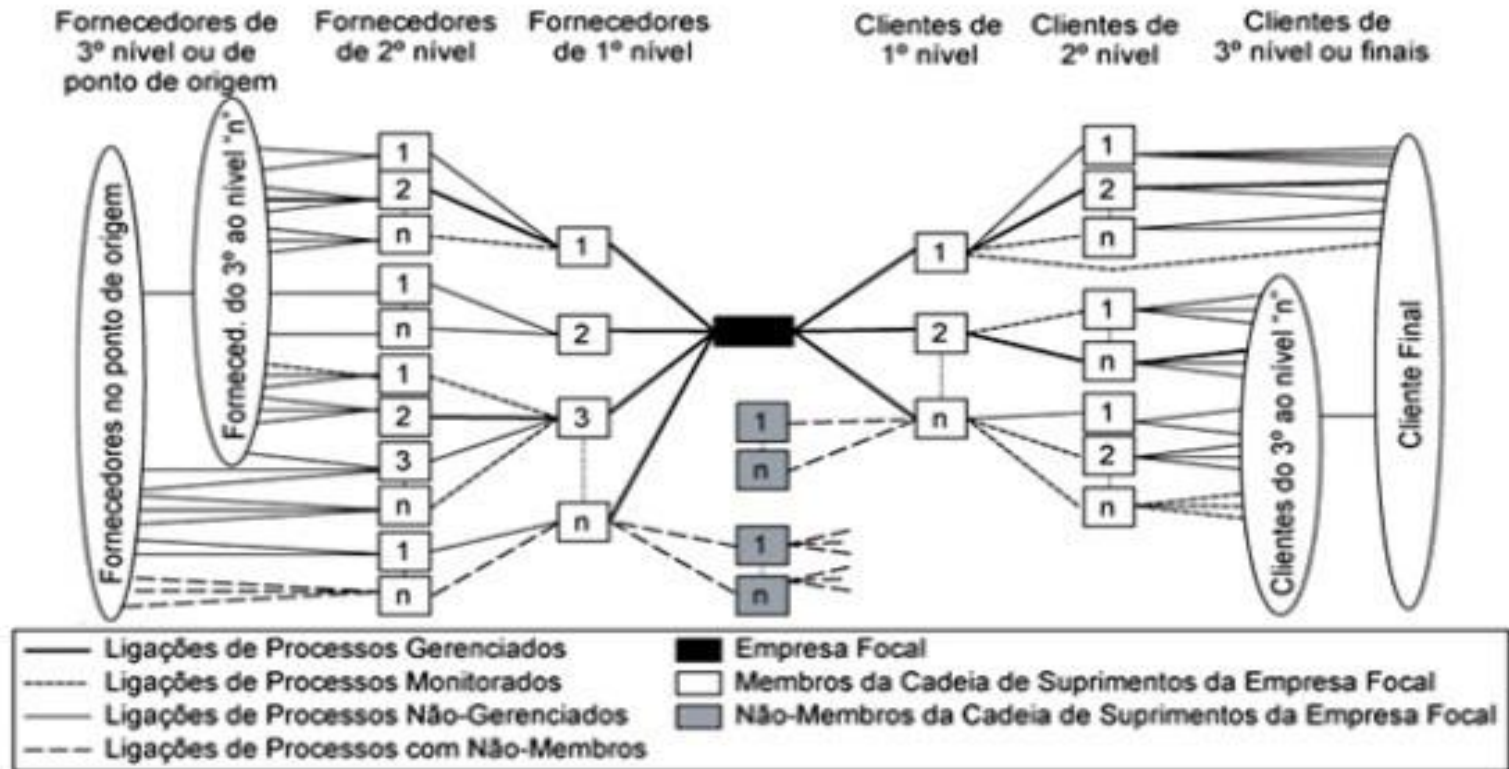 Fornecedores de
3º nível ou de
ponto de origem
Fornecedores
de 2º nível
Fornecedores
de 1º nível
Clientes de
1º nível
Clientes de
2º nível
Clientes de
3º nível ou finais
Fornecedores no ponto de origem
Forneced. do 3º ao nível "n"
1
2
n
1
n
1
2
3
n
1
n
1
2
3
n
1
n
1
n
1
2
n
1
2
n
1
n
1
2
n
Clientes do 3º ao nível "n"
Cliente Final
Ligações de Processos Gerenciados
Ligações de Processos Monitorados
Ligações de Processos Não-Gerenciados
Ligações de Processos com Não-Membros
Empresa Focal
Membros da Cadeia de Suprimentos da Empresa Focal
Não-Membros da Cadeia de Suprimentos da Empresa Focal